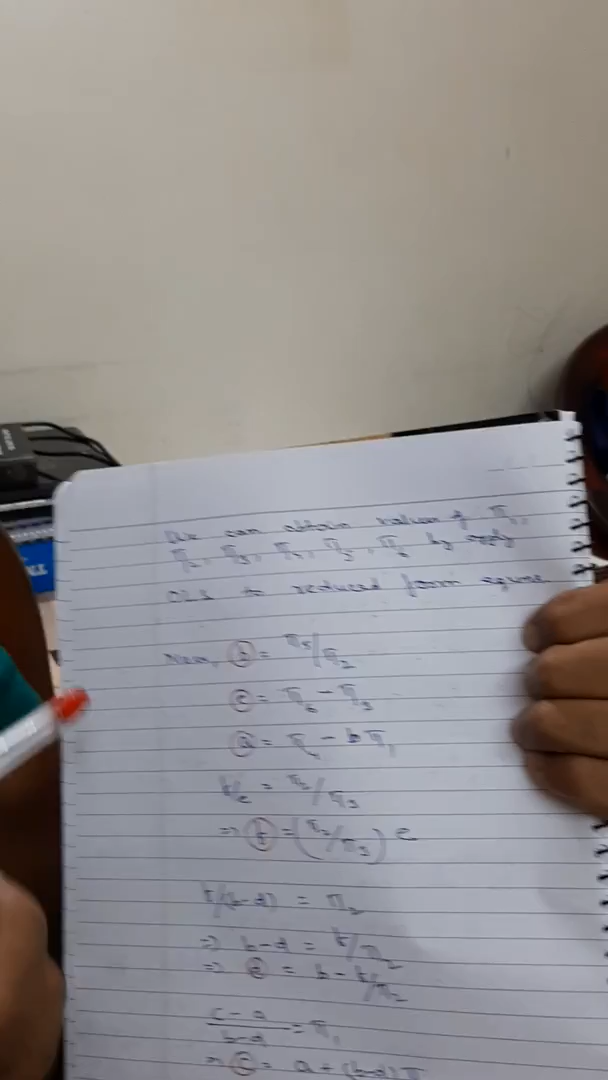 We can obtain values of π₁,
π₂, π₃, π₄, π₅, π₆ by apply
OLS to reduced form
Now, b = π₅/π₂
π₆ - π₃
a = π₄ - bπ₁
= π₂/π₃
⇒ f = (π₂/π₃) e
f/(b-d) = π₂
⇒ b-d = f/π₂
⇒ d = b - f/π₂
(c-a)/(b-d) = π₁
⇒ c = a + (b-d) π